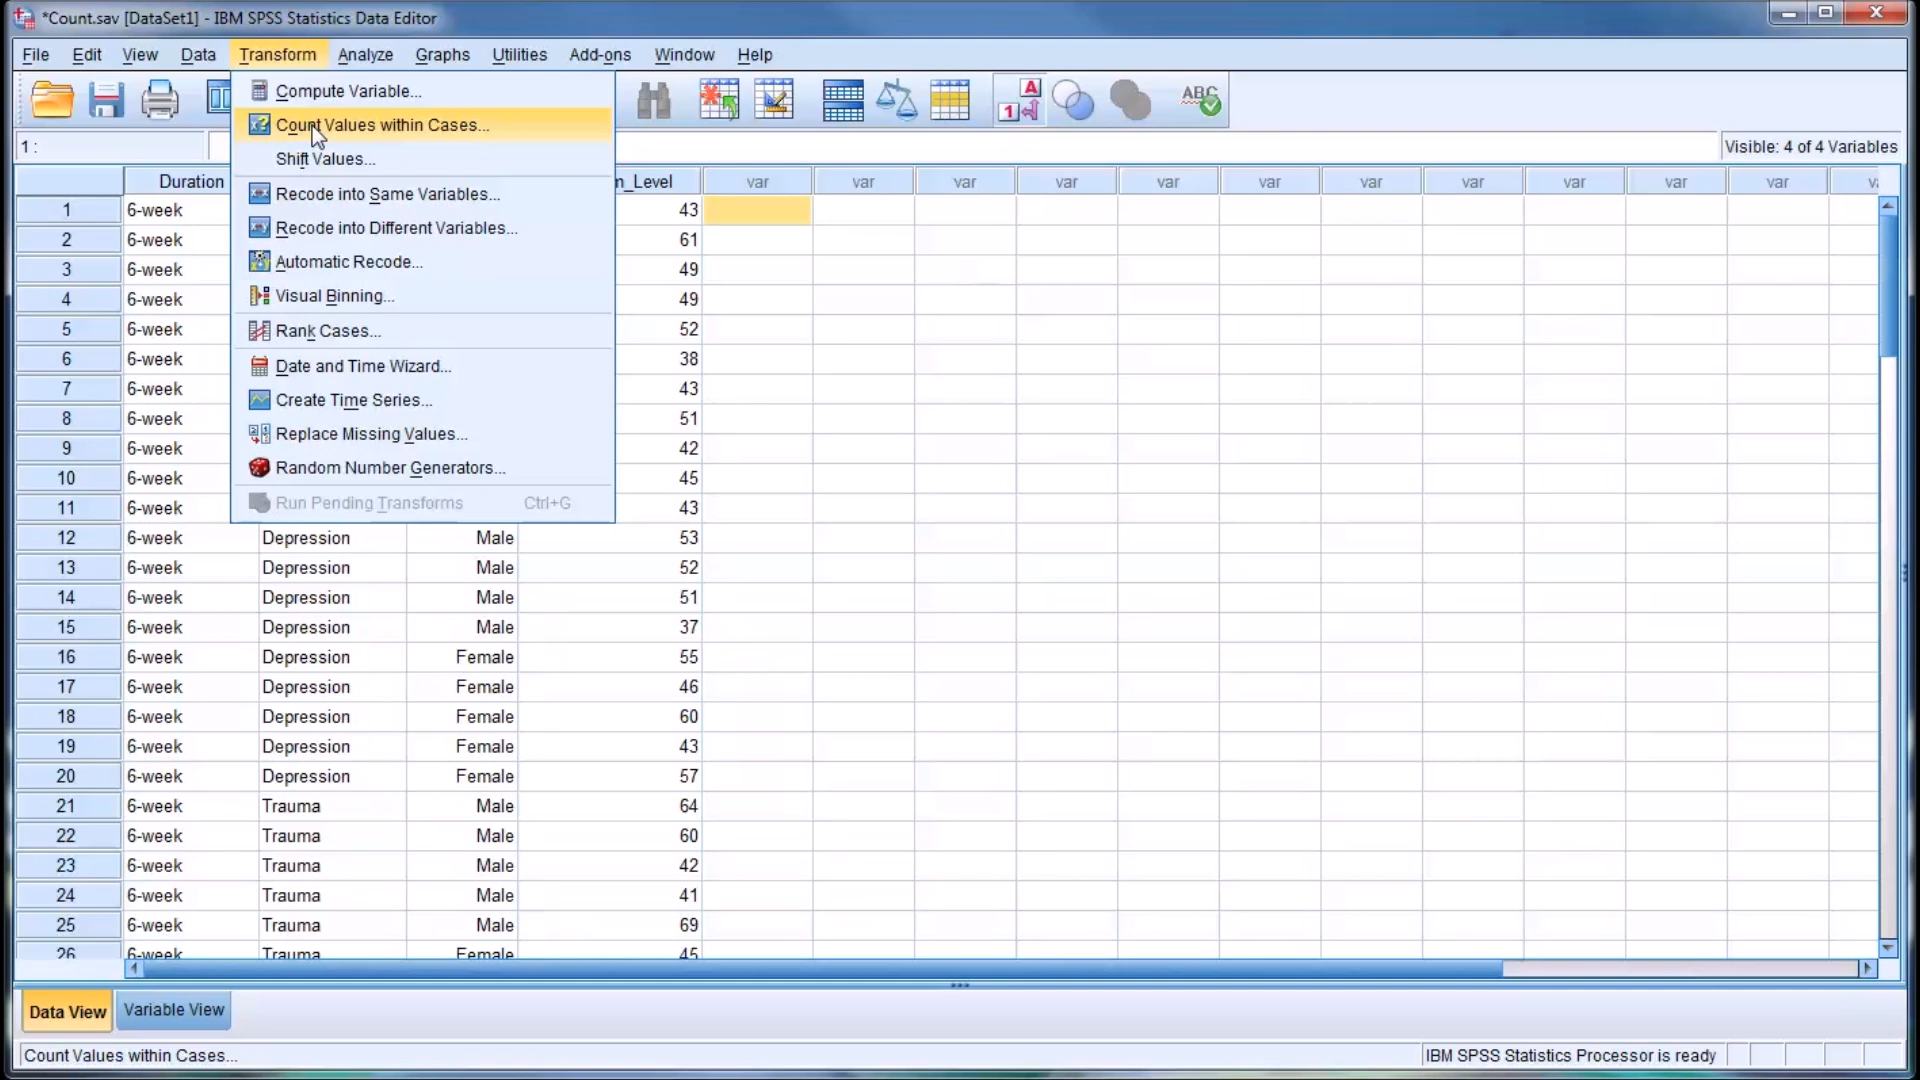 *Count.sav [DataSet1] - IBM SPSS Statistics Data Editor
File Edit View Data Transform Analyze Graphs Utilities Add-ons Window Help
Compute Variable...
Count Values within Cases...
Shift Values...
Recode into Same Variables...
Recode into Different Variables...
Automatic Recode...
Visual Binning...
Rank Cases...
Date and Time Wizard...
Create Time Series...
Replace Missing Values...
Random Number Generators...
Run Pending Transforms Ctrl+G
A
1
ABC
1 :
Visible: 4 of 4 Variables
Duration m_Level var var var var var var var var var var var
1 6-week 43
2 6-week 61
3 6-week 49
4 6-week 49
5 6-week 52
6 6-week 38
7 6-week 43
8 6-week 51
9 6-week 42
10 6-week 45
11 6-week 43
12 6-week Depression Male 53
13 6-week Depression Male 52
14 6-week Depression Male 51
15 6-week Depression Male 37
16 6-week Depression Female 55
17 6-week Depression Female 46
18 6-week Depression Female 60
19 6-week Depression Female 43
20 6-week Depression Female 57
21 6-week Trauma Male 64
22 6-week Trauma Male 60
23 6-week Trauma Male 42
24 6-week Trauma Male 41
25 6-week Trauma Male 69
26 6-week Trauma Female 45
Data View Variable View
Count Values within Cases...
IBM SPSS Statistics Processor is ready